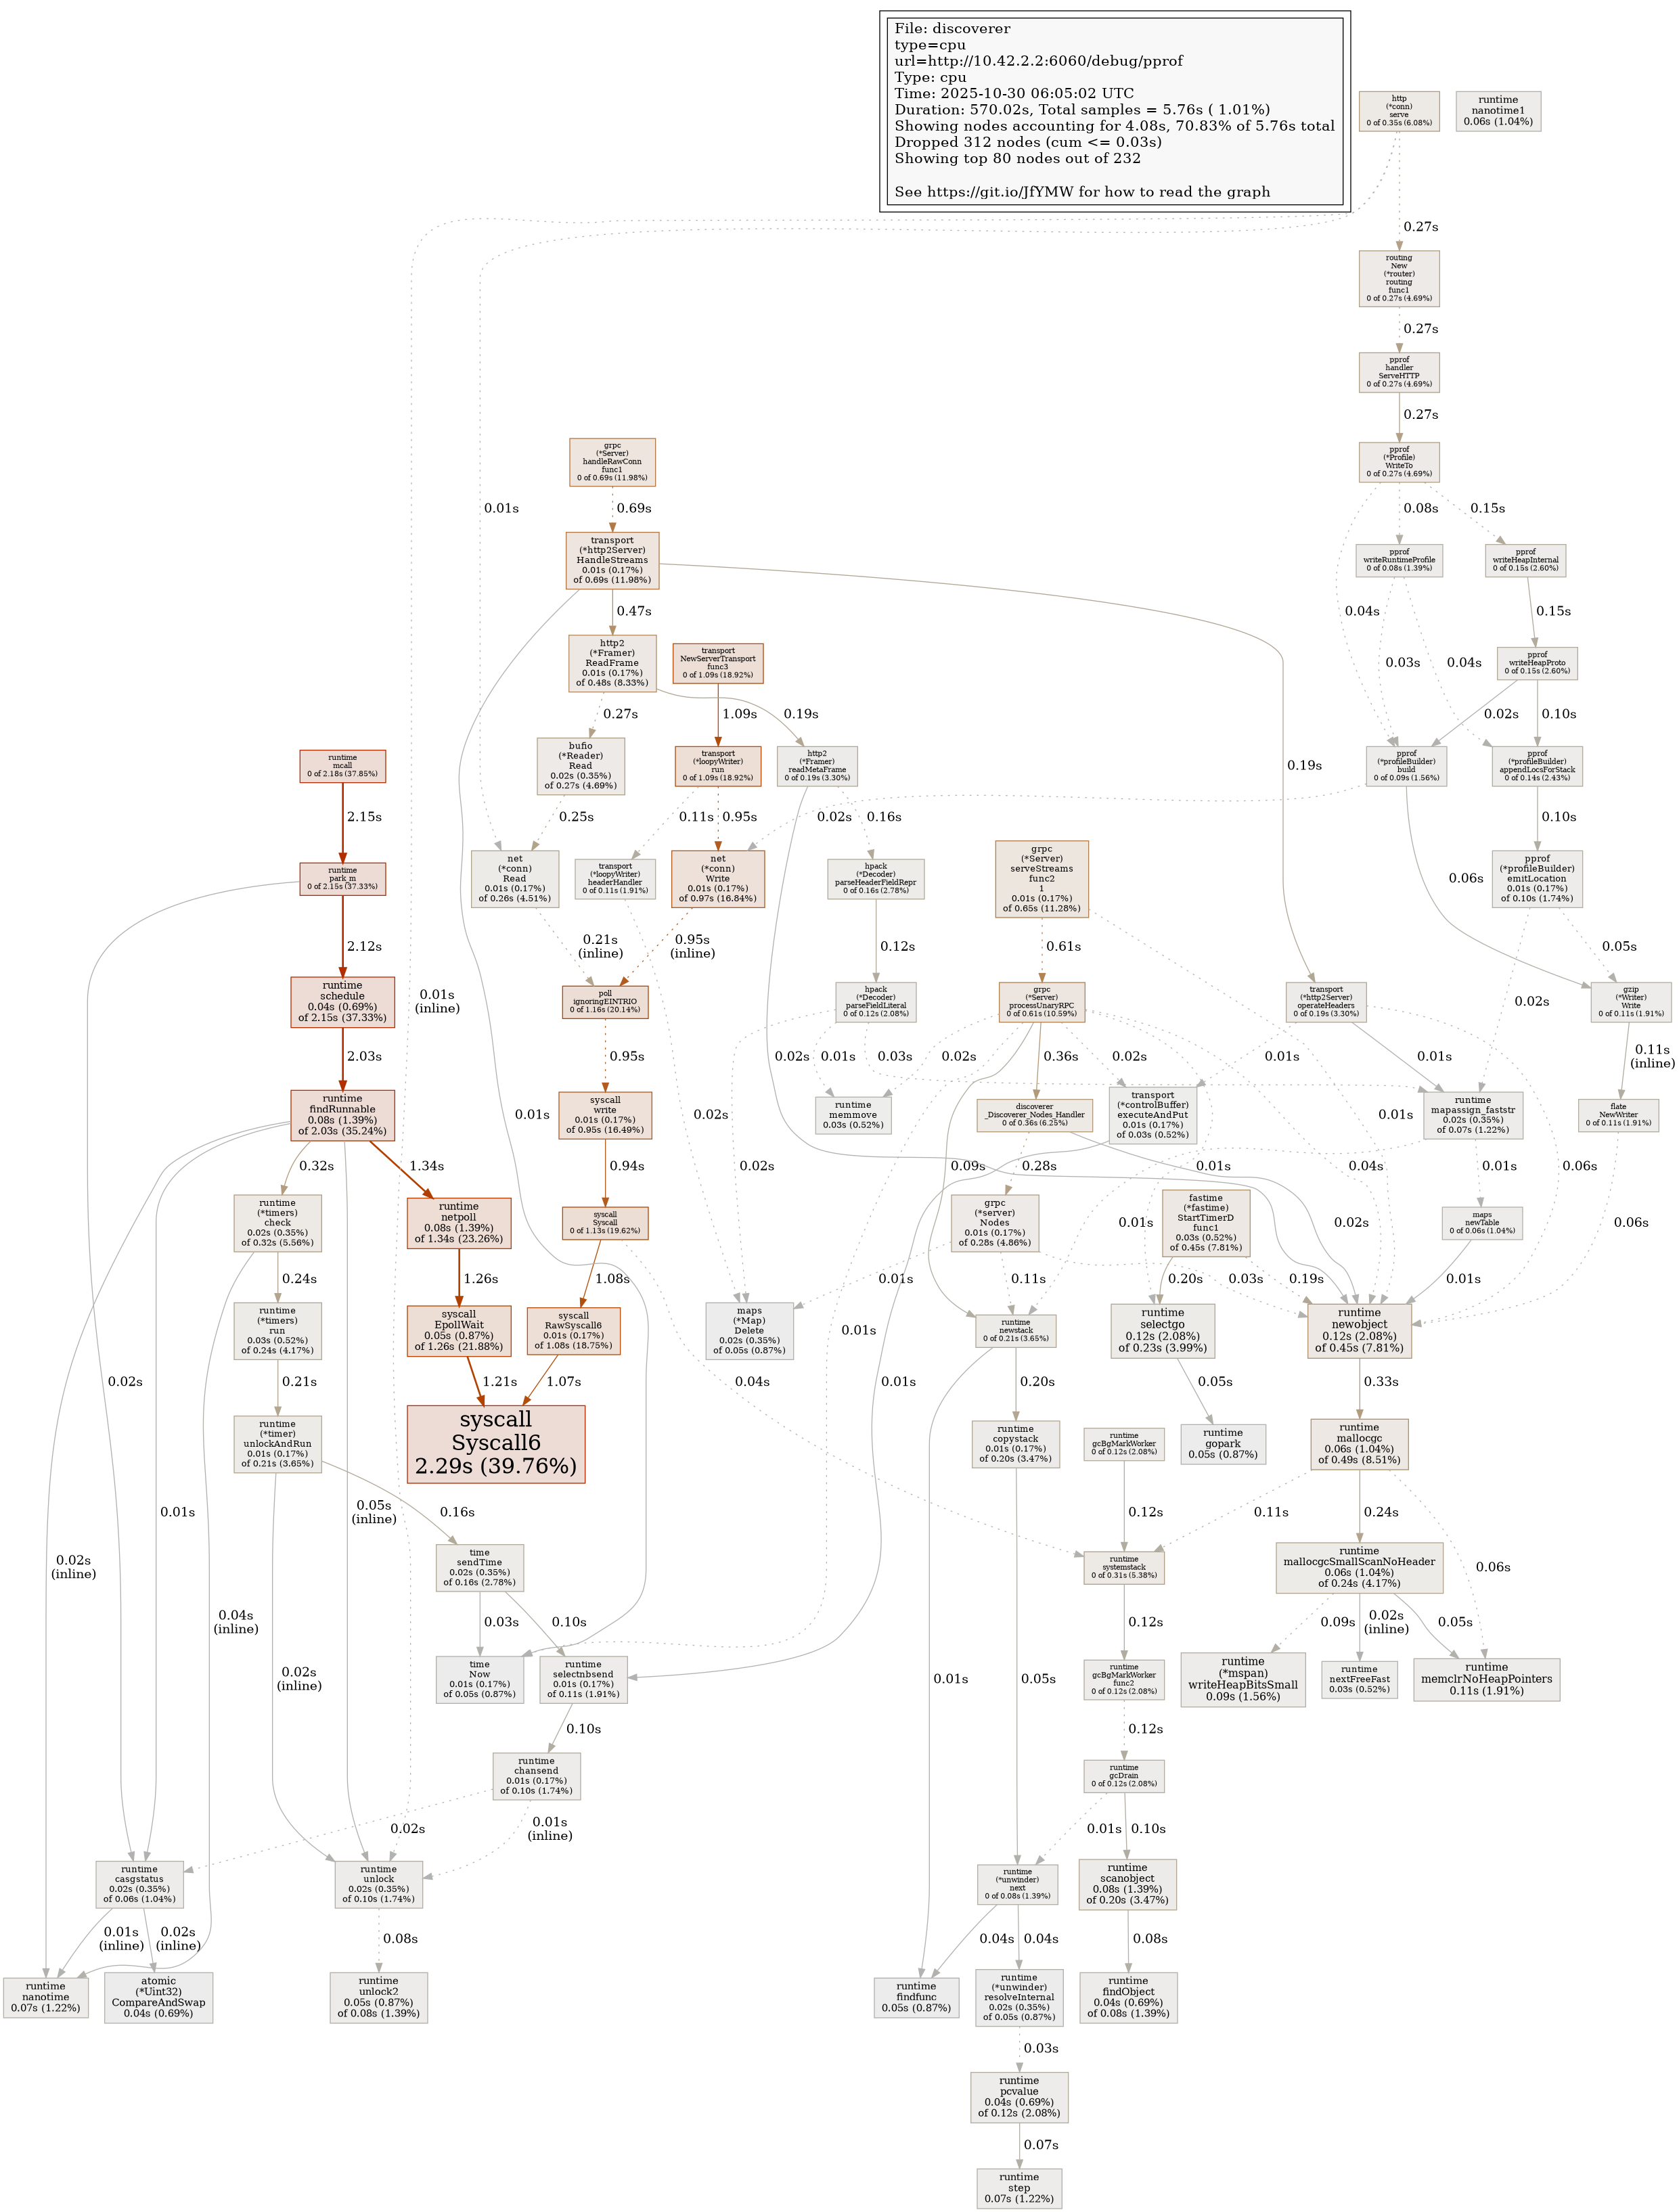 File: discoverer
type=cpu
url=http://10.42.2.2:6060/debug/pprof
Type: cpu
Time: 2025-10-30 06:05:02 UTC
Duration: 570.02s, Total samples = 5.76s ( 1.01%)
Showing nodes accounting for 4.08s, 70.83% of 5.76s total
Dropped 312 nodes (cum <= 0.03s)
Showing top 80 nodes out of 232
See https://git.io/JfYMW for how to read the graph
http
(*conn)
serve
0 of 0.35s (6.08%)
runtime
nanotime1
0.06s (1.04%)
0.27s
routing
New
(*router)
routing
func1
0 of 0.27s (4.69%)
0.27s
pprof
handler
ServeHTTP
0 of 0.27s (4.69%)
0.27s
pprof
(*Profile)
WriteTo
0 of 0.27s (4.69%)
grpc
(*Server)
handleRawConn
func1
0 of 0.69s (11.98%)
0.01s
0.69s
0.08s
0.15s
transport
(*http2Server)
HandleStreams
0.01s (0.17%)
of 0.69s (11.98%)
pprof
writeRuntimeProfile
0 of 0.08s (1.39%)
pprof
writeHeapInternal
0 of 0.15s (2.60%)
0.47s
0.04s
0.15s
http2
(*Framer)
ReadFrame
0.01s (0.17%)
of 0.48s (8.33%)
transport
NewServerTransport
func3
0 of 1.09s (18.92%)
0.03s
0.04s
pprof
writeHeapProto
0 of 0.15s (2.60%)
0.27s
1.09s
0.19s
0.02s
0.10s
runtime
mcall
0 of 2.18s (37.85%)
bufio
(*Reader)
Read
0.02s (0.35%)
of 0.27s (4.69%)
transport
(*loopyWriter)
run
0 of 1.09s (18.92%)
http2
(*Framer)
readMetaFrame
0 of 0.19s (3.30%)
0.19s
pprof
(*profileBuilder)
build
0 of 0.09s (1.56%)
pprof
(*profileBuilder)
appendLocsForStack
0 of 0.14s (2.43%)
2.15s
0.25s
0.11s
0.95s
0.02s
0.16s
0.10s
runtime
park_m
0 of 2.15s (37.33%)
net
(*conn)
Read
0.01s (0.17%)
of 0.26s (4.51%)
transport
(*loopyWriter)
headerHandler
0 of 0.11s (1.91%)
net
(*conn)
Write
0.01s (0.17%)
of 0.97s (16.84%)
hpack
(*Decoder)
parseHeaderFieldRepr
0 of 0.16s (2.78%)
grpc
(*Server)
serveStreams
func2
1
0.01s (0.17%)
of 0.65s (11.28%)
0.06s
pprof
(*profileBuilder)
emitLocation
0.01s (0.17%)
of 0.10s (1.74%)
2.12s
0.21s
(inline)
0.95s
(inline)
0.12s
0.61s
0.05s
runtime
schedule
0.04s (0.69%)
of 2.15s (37.33%)
0.01s
(inline)
poll
ignoringEINTRIO
0 of 1.16s (20.14%)
hpack
(*Decoder)
parseFieldLiteral
0 of 0.12s (2.08%)
grpc
(*Server)
processUnaryRPC
0 of 0.61s (10.59%)
transport
(*http2Server)
operateHeaders
0 of 0.19s (3.30%)
0.02s
gzip
(*Writer)
Write
0 of 0.11s (1.91%)
2.03s
0.95s
0.02s
0.01s
0.03s
0.02s
0.36s
0.02s
0.01s
0.01s
0.11s
(inline)
runtime
findRunnable
0.08s (1.39%)
of 2.03s (35.24%)
0.01s
syscall
write
0.01s (0.17%)
of 0.95s (16.49%)
runtime
memmove
0.03s (0.52%)
discoverer
_Discoverer_Nodes_Handler
0 of 0.36s (6.25%)
transport
(*controlBuffer)
executeAndPut
0.01s (0.17%)
of 0.03s (0.52%)
0.01s
runtime
mapassign_faststr
0.02s (0.35%)
of 0.07s (1.22%)
flate
NewWriter
0 of 0.11s (1.91%)
0.32s
1.34s
0.94s
0.02s
0.02s
0.09s
0.28s
0.01s
0.04s
0.01s
0.06s
runtime
(*timers)
check
0.02s (0.35%)
of 0.32s (5.56%)
runtime
netpoll
0.08s (1.39%)
of 1.34s (23.26%)
syscall
Syscall
0 of 1.13s (19.62%)
grpc
(*server)
Nodes
0.01s (0.17%)
of 0.28s (4.86%)
0.01s
fastime
(*fastime)
StartTimerD
func1
0.03s (0.52%)
of 0.45s (7.81%)
0.02s
maps
newTable
0 of 0.06s (1.04%)
0.06s
0.24s
1.26s
1.08s
0.01s
0.11s
0.03s
0.20s
0.19s
0.01s
runtime
(*timers)
run
0.03s (0.52%)
of 0.24s (4.17%)
syscall
EpollWait
0.05s (0.87%)
of 1.26s (21.88%)
syscall
RawSyscall6
0.01s (0.17%)
of 1.08s (18.75%)
maps
(*Map)
Delete
0.02s (0.35%)
of 0.05s (0.87%)
0.01s
runtime
newstack
0 of 0.21s (3.65%)
runtime
selectgo
0.12s (2.08%)
of 0.23s (3.99%)
runtime
newobject
0.12s (2.08%)
of 0.45s (7.81%)
0.02s
0.21s
1.21s
1.07s
0.04s
0.01s
0.20s
0.05s
0.33s
runtime
(*timer)
unlockAndRun
0.01s (0.17%)
of 0.21s (3.65%)
syscall
Syscall6
2.29s (39.76%)
runtime
copystack
0.01s (0.17%)
of 0.20s (3.47%)
runtime
gcBgMarkWorker
0 of 0.12s (2.08%)
runtime
gopark
0.05s (0.87%)
runtime
mallocgc
0.06s (1.04%)
of 0.49s (8.51%)
0.01s
0.05s
(inline)
0.16s
0.12s
0.11s
0.24s
0.02s
(inline)
time
sendTime
0.02s (0.35%)
of 0.16s (2.78%)
runtime
systemstack
0 of 0.31s (5.38%)
runtime
mallocgcSmallScanNoHeader
0.06s (1.04%)
of 0.24s (4.17%)
0.06s
0.04s
(inline)
0.03s
0.10s
0.12s
0.09s
0.02s
(inline)
0.05s
0.02s
(inline)
time
Now
0.01s (0.17%)
of 0.05s (0.87%)
runtime
selectnbsend
0.01s (0.17%)
of 0.11s (1.91%)
0.01s
0.05s
runtime
gcBgMarkWorker
func2
0 of 0.12s (2.08%)
runtime
(*mspan)
writeHeapBitsSmall
0.09s (1.56%)
runtime
nextFreeFast
0.03s (0.52%)
runtime
memclrNoHeapPointers
0.11s (1.91%)
0.10s
0.12s
runtime
chansend
0.01s (0.17%)
of 0.10s (1.74%)
runtime
gcDrain
0 of 0.12s (2.08%)
0.02s
0.01s
(inline)
0.01s
0.10s
runtime
casgstatus
0.02s (0.35%)
of 0.06s (1.04%)
runtime
unlock
0.02s (0.35%)
of 0.10s (1.74%)
runtime
(*unwinder)
next
0 of 0.08s (1.39%)
runtime
scanobject
0.08s (1.39%)
of 0.20s (3.47%)
0.01s
(inline)
0.02s
(inline)
0.08s
0.04s
0.04s
0.08s
runtime
nanotime
0.07s (1.22%)
atomic
(*Uint32)
CompareAndSwap
0.04s (0.69%)
runtime
unlock2
0.05s (0.87%)
of 0.08s (1.39%)
runtime
findfunc
0.05s (0.87%)
runtime
(*unwinder)
resolveInternal
0.02s (0.35%)
of 0.05s (0.87%)
runtime
findObject
0.04s (0.69%)
of 0.08s (1.39%)
0.03s
runtime
pcvalue
0.04s (0.69%)
of 0.12s (2.08%)
0.07s
runtime
step
0.07s (1.22%)